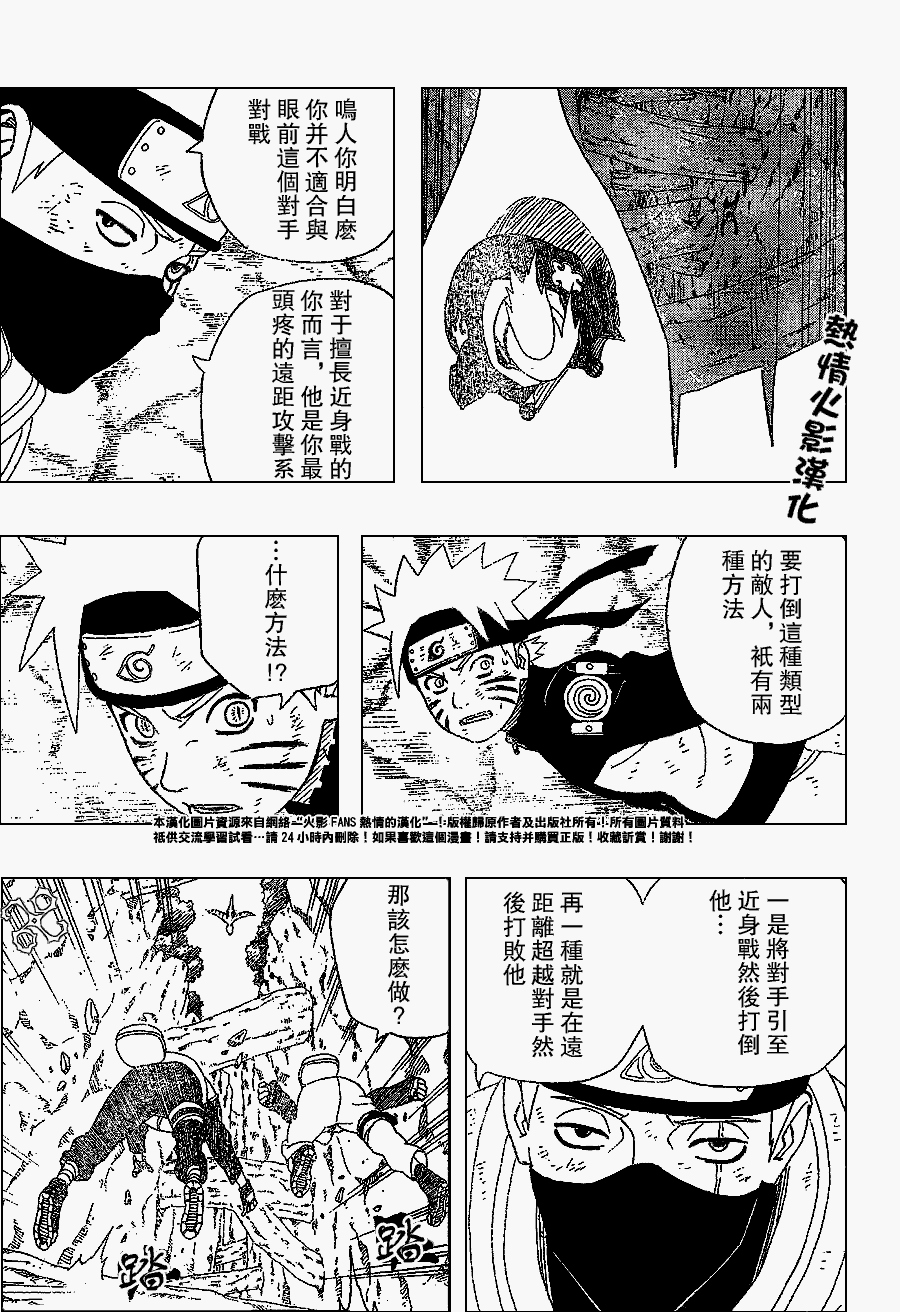 熱情火影漢化
鳴人你明白麽
你并不適合與
眼前這個對手
對戰
對于擅長近身戰的
你而言，他是你最
頭疼的遠距攻擊系
要打倒這種類型
的敵人，衹有兩
種方法
…什麽方法!?
本漢化圖片資源來自網絡“火影FANS熱情的漢化”！版權歸原作者及出版社所有！所有圖片資料
衹供交流學習試看…請24小時內刪除！如果喜歡這個漫畫！請支持并購買正版！收藏訢賞！謝謝！
一是將對手引至
近身戰然後打倒
他…
再一種就是在遠
距離超越對手然
後打敗他
那該怎麽做？
踏
踏